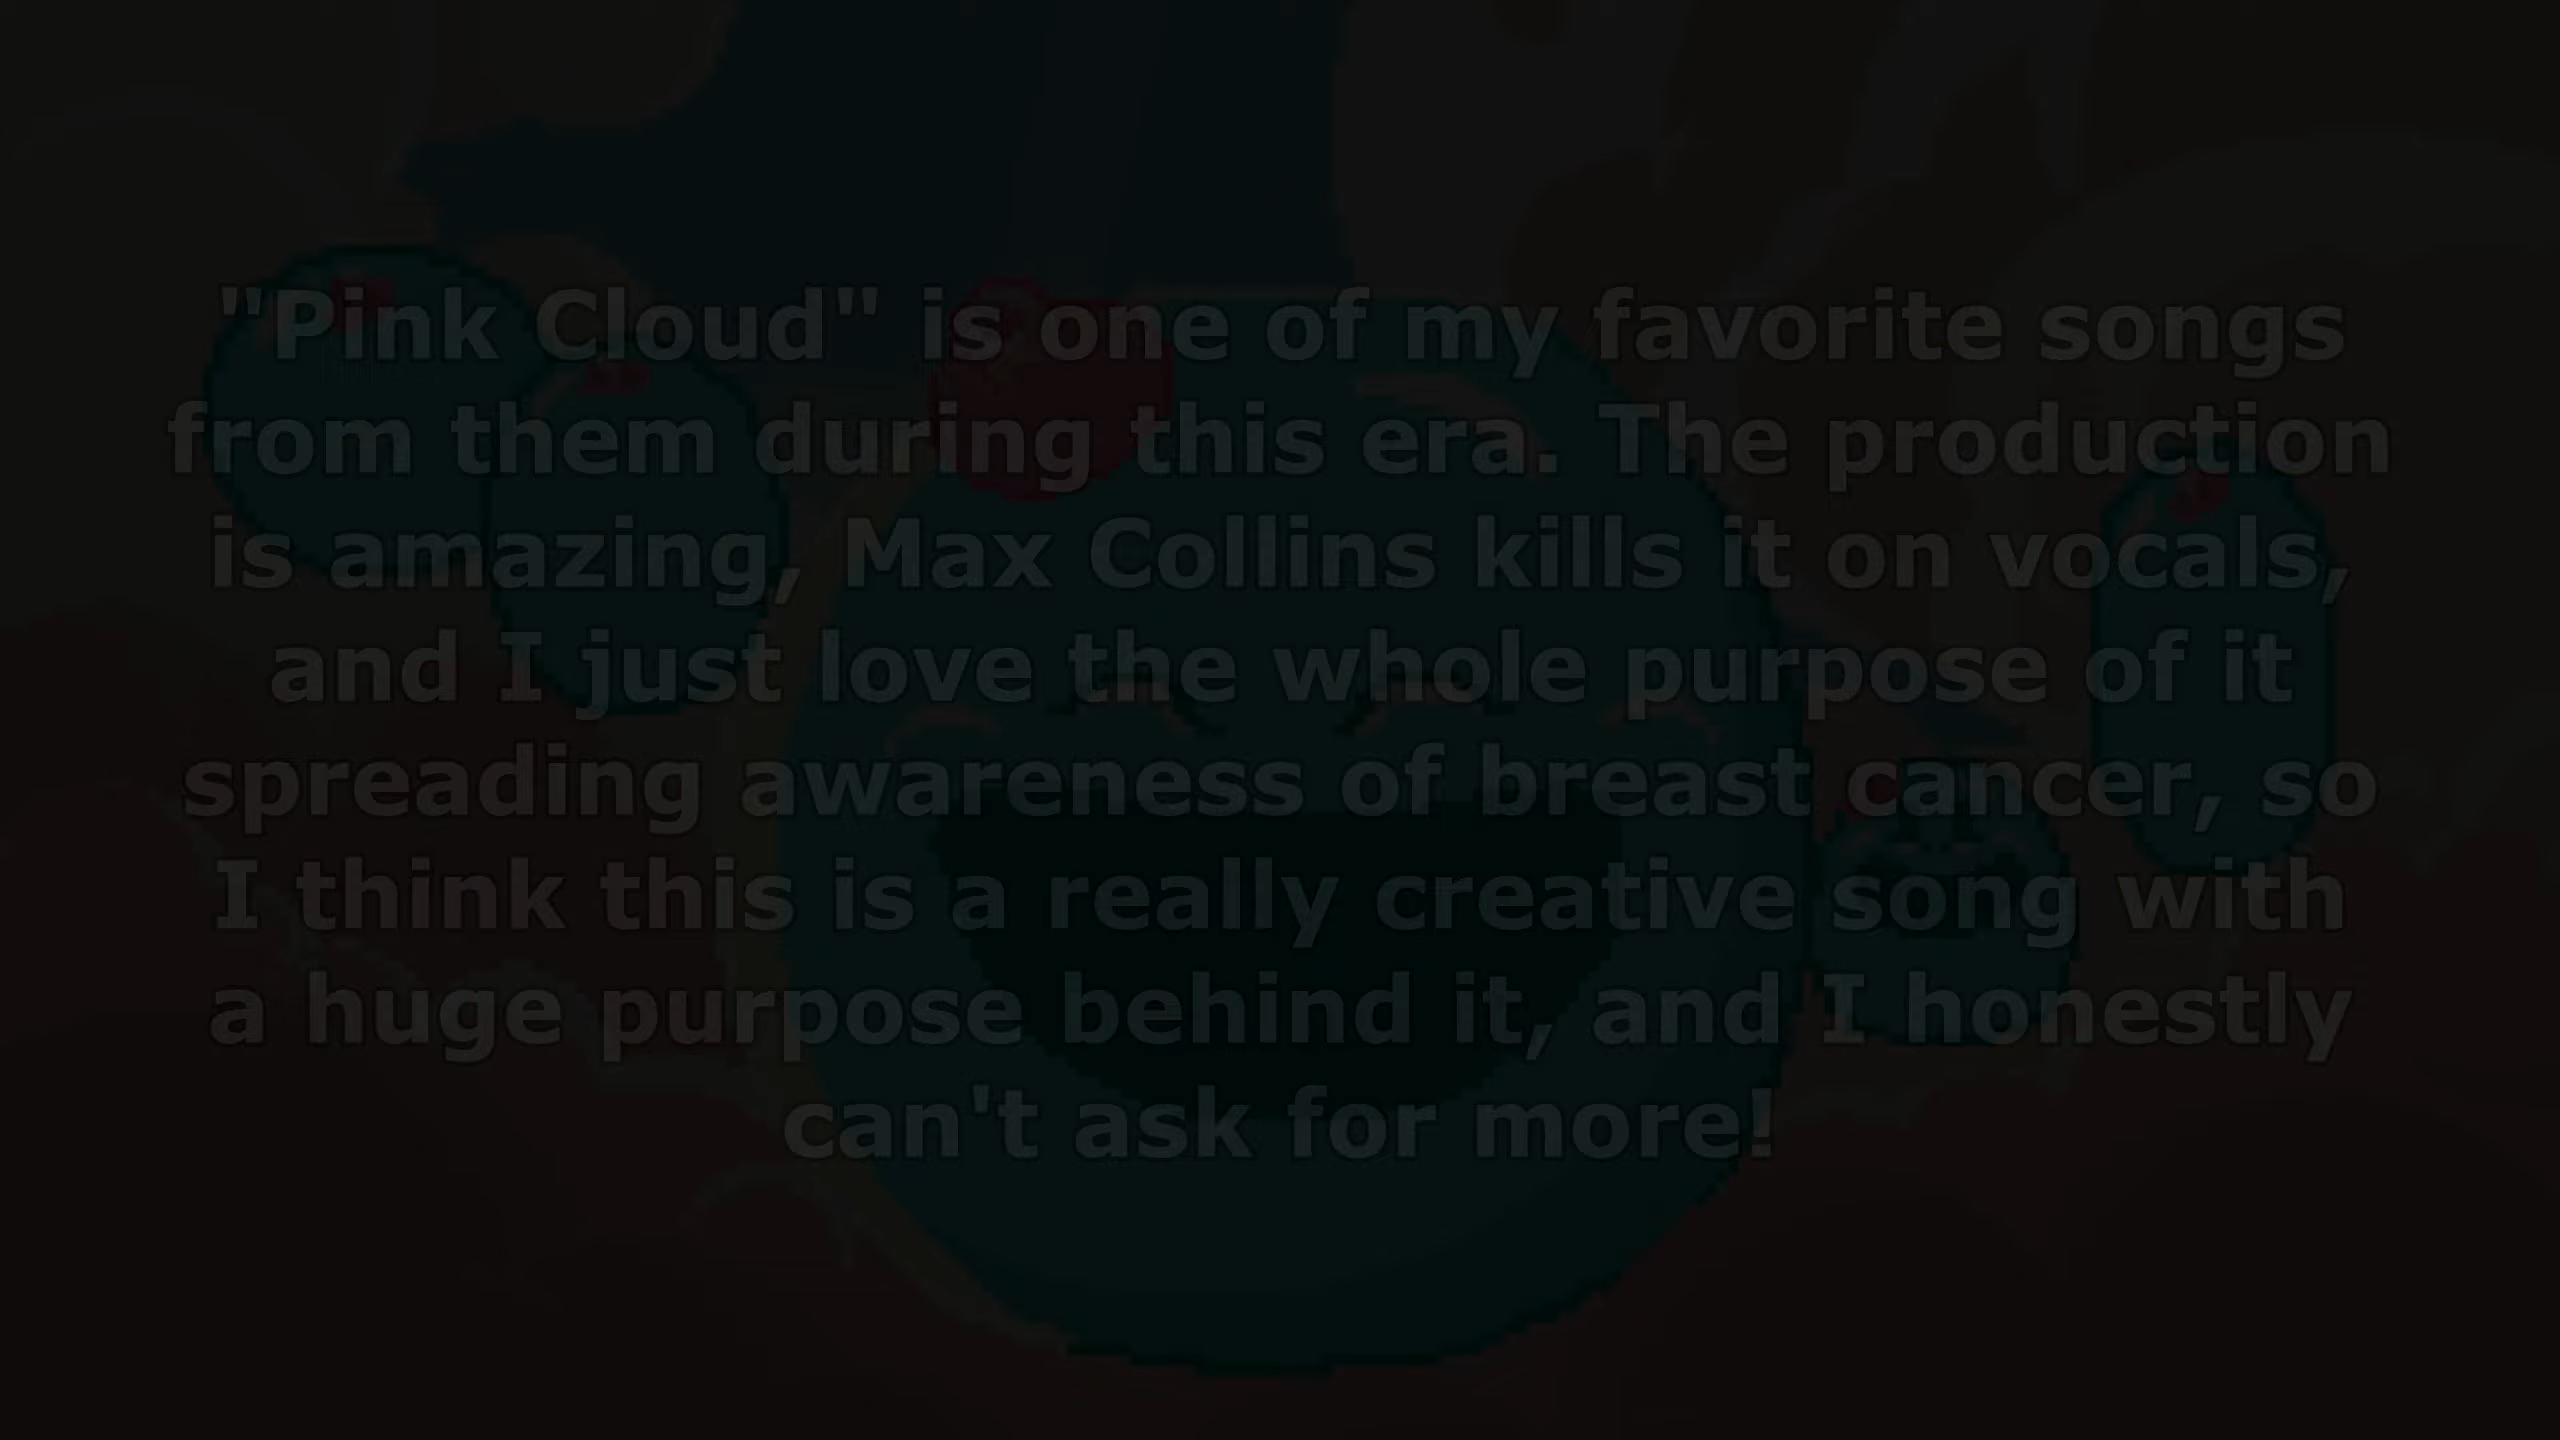 "Pink Cloud" is one of my favorite songs
from them during this era. The production
is amazing, Max Collins kills it on vocals,
and I just love the whole purpose of it
spreading awareness of breast cancer, so
I think this is a really creative song with
a huge purpose behind it, and I honestly
can't ask for more!